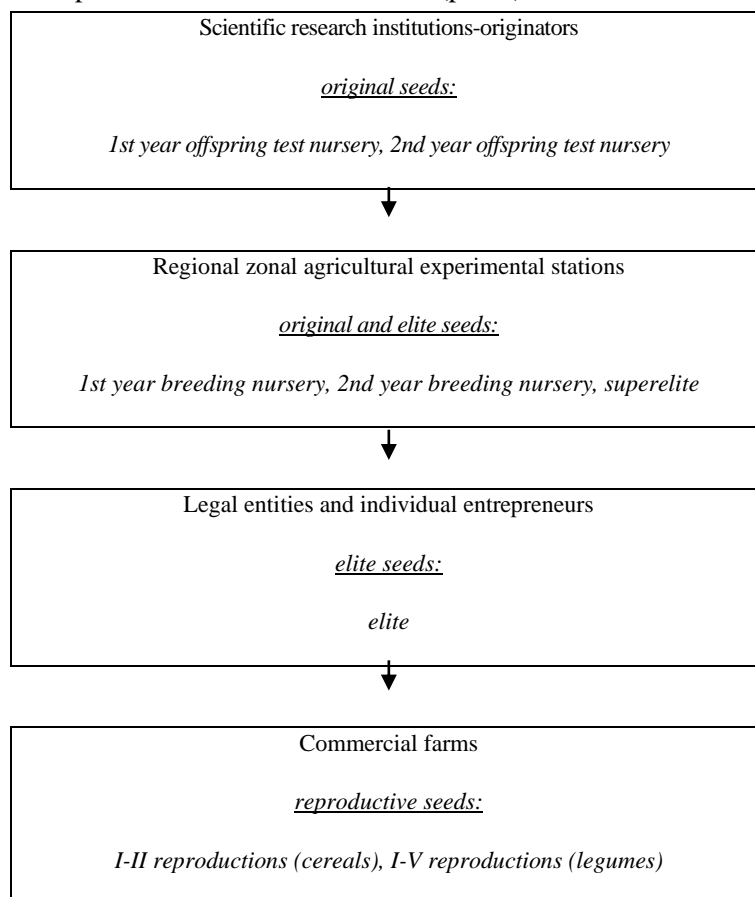 Scientific research institutions-originators
original seeds:
1st year offspring test nursery, 2nd year offspring test nursery
Regional zonal agricultural experimental stations
original and elite seeds:
1st year breeding nursery, 2nd year breeding nursery, superelite
Legal entities and individual entrepreneurs
elite seeds:
elite
Commercial farms
reproductive seeds:
I-II reproductions (cereals), I-V reproductions (legumes)